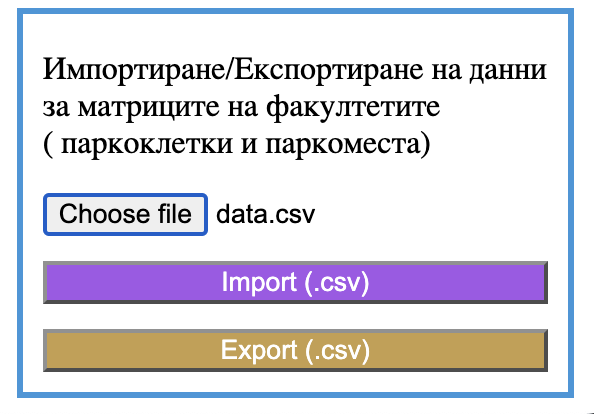 Импортиране/Експортиране на данни
за матриците на факултетите
( паркоклетки и паркоместа)
Choose file data.csv
Import (.csv)
Export (.csv)